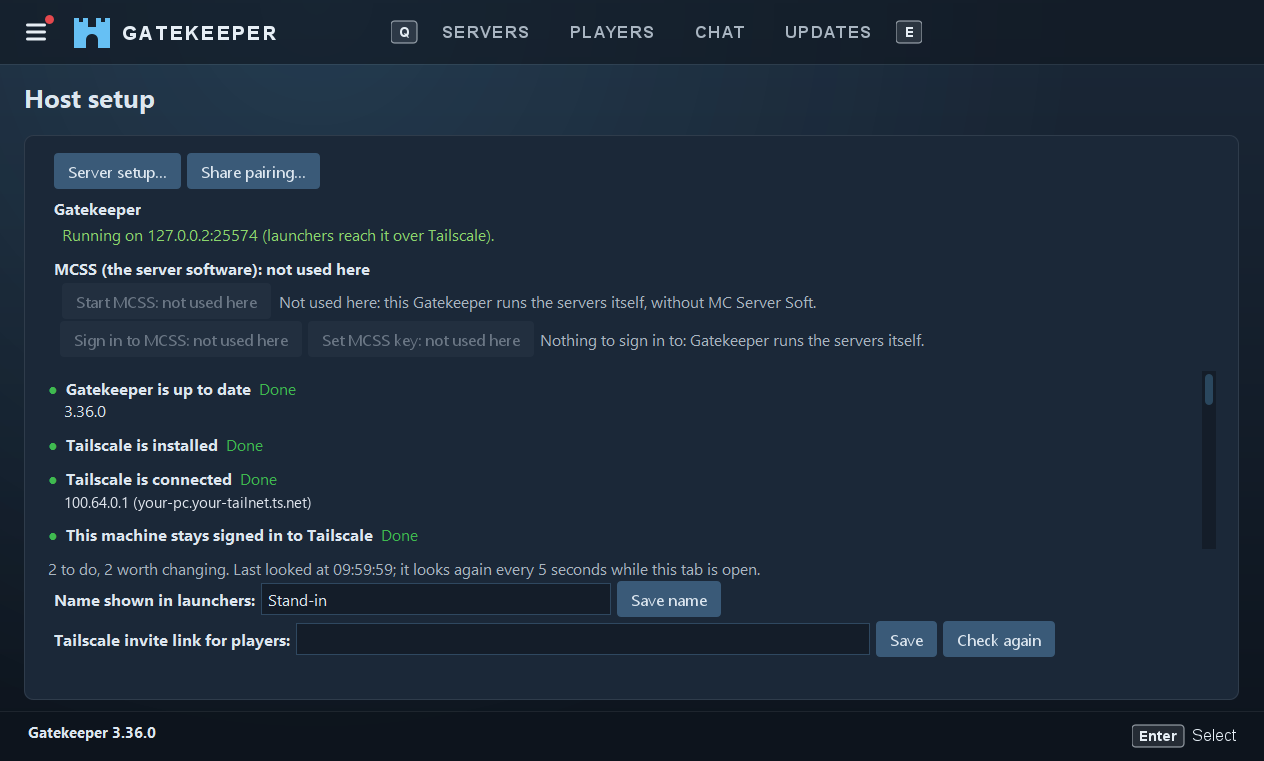 GATEKEEPER
Q SERVERS PLAYERS CHAT UPDATES E
Host setup
Server setup... Share pairing...
Gatekeeper
Running on 127.0.0.2:25574 (launchers reach it over Tailscale).
MCSS (the server software): not used here
Start MCSS: not used here Not used here: this Gatekeeper runs the servers itself, without MC Server Soft.
Sign in to MCSS: not used here Set MCSS key: not used here Nothing to sign in to: Gatekeeper runs the servers itself.
Gatekeeper is up to date Done
3.36.0
Tailscale is installed Done
Tailscale is connected Done
100.64.0.1 (your-pc.your-tailnet.ts.net)
This machine stays signed in to Tailscale Done
2 to do, 2 worth changing. Last looked at 09:59:59; it looks again every 5 seconds while this tab is open.
Name shown in launchers: Stand-in Save name
Tailscale invite link for players: Save Check again
Gatekeeper 3.36.0
Enter Select